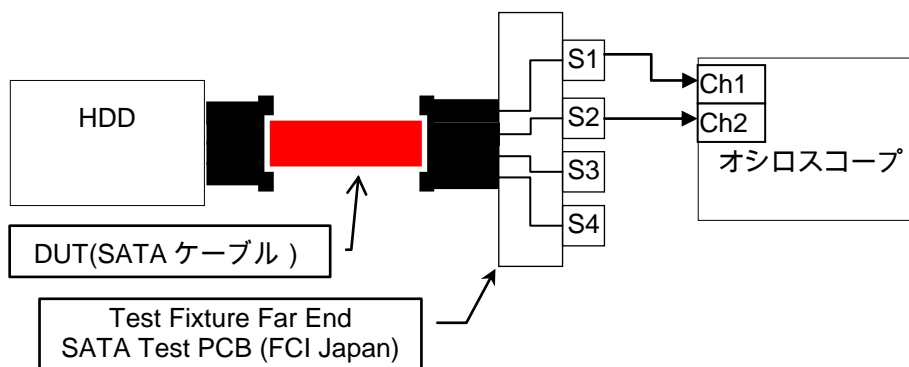 HDD
S1
S2
S3
S4
Ch1
Ch2
オシロスコープ
DUT(SATA ケーブル )
Test Fixture Far End
SATA Test PCB (FCI Japan)